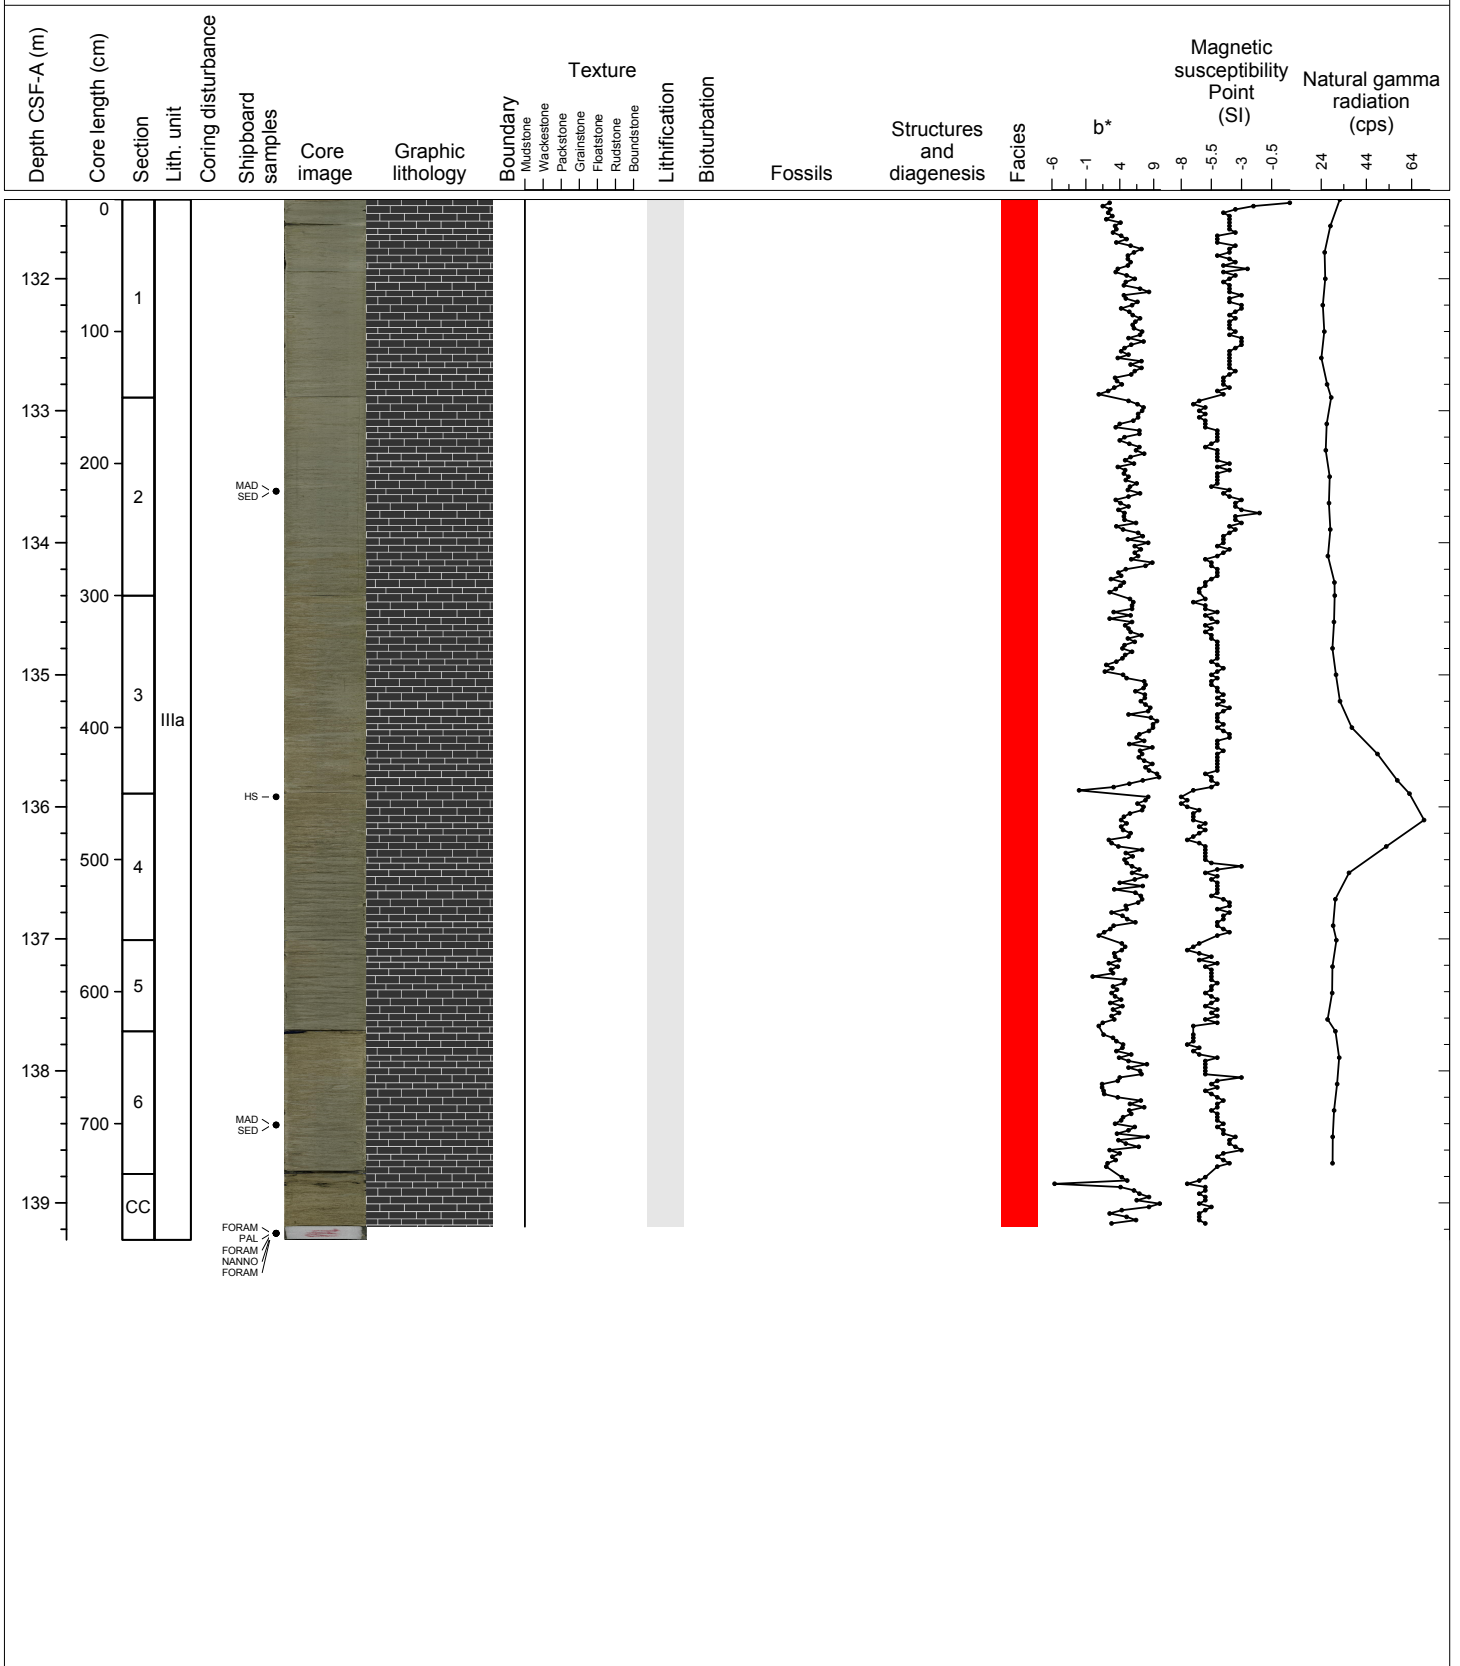 Depth CSF-A (m)
Core length (cm)
Section
Lith. unit
Coring disturbance
Shipboard
samples
Core
image
Graphic
lithology
Boundary
Texture
Mudstone
Wackestone
Packstone
Grainstone
Floatstone
Rudstone
Boundstone
Lithification
Bioturbation
Fossils
Structures
and
diagenesis
Facies
b*
-6 -1 4 9
Magnetic
susceptibility
Point
(SI)
-8 -5.5 -3 -0.5
Natural gamma
radiation
(cps)
24 44 64
0
132
1
100
133
200
2
MAD
SED
134
300
135
3
IIIa
400
HS
136
500
4
137
600
5
138
6
700
MAD
SED
139
CC
FORAM
PAL
FORAM
NANNO
FORAM